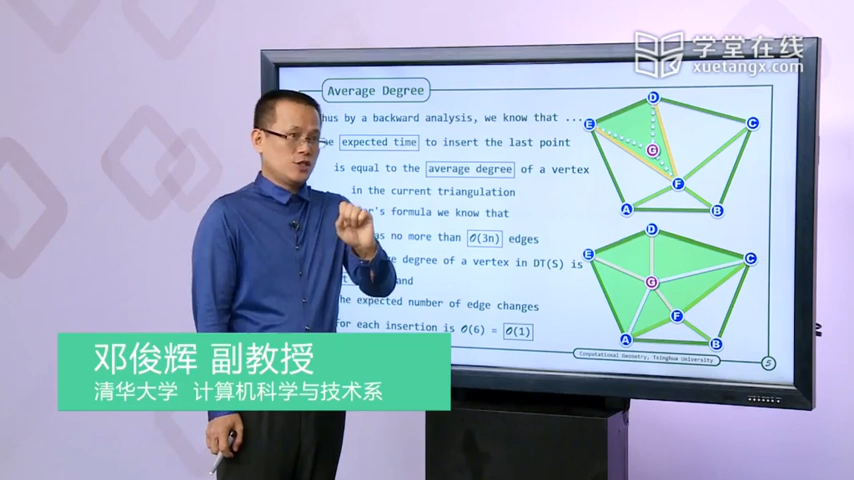 学堂在线
xuetangx.com
Average Degree
thus by a backward analysis, we know that ...
expected time to insert the last point
is equal to the average degree of a vertex
in the current triangulation
formula we know that
no more than O(3n) edges
degree of a vertex in DT(S) is
and
the expected number of edge changes
for each insertion is O(6) = O(1)
D
E
C
G
F
A
B
D
E
C
G
F
A
B
Computational Geometry, Tsinghua University
5
邓俊辉 副教授
清华大学 计算机科学与技术系